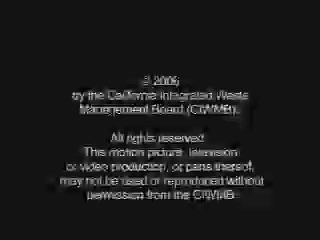 © 2006
by the California Integrated Waste
Management Board (CIWMB).
All rights reserved.
This motion picture, television
or video production, or parts thereof,
may not be used or reproduced without
permission from the CIWMB.